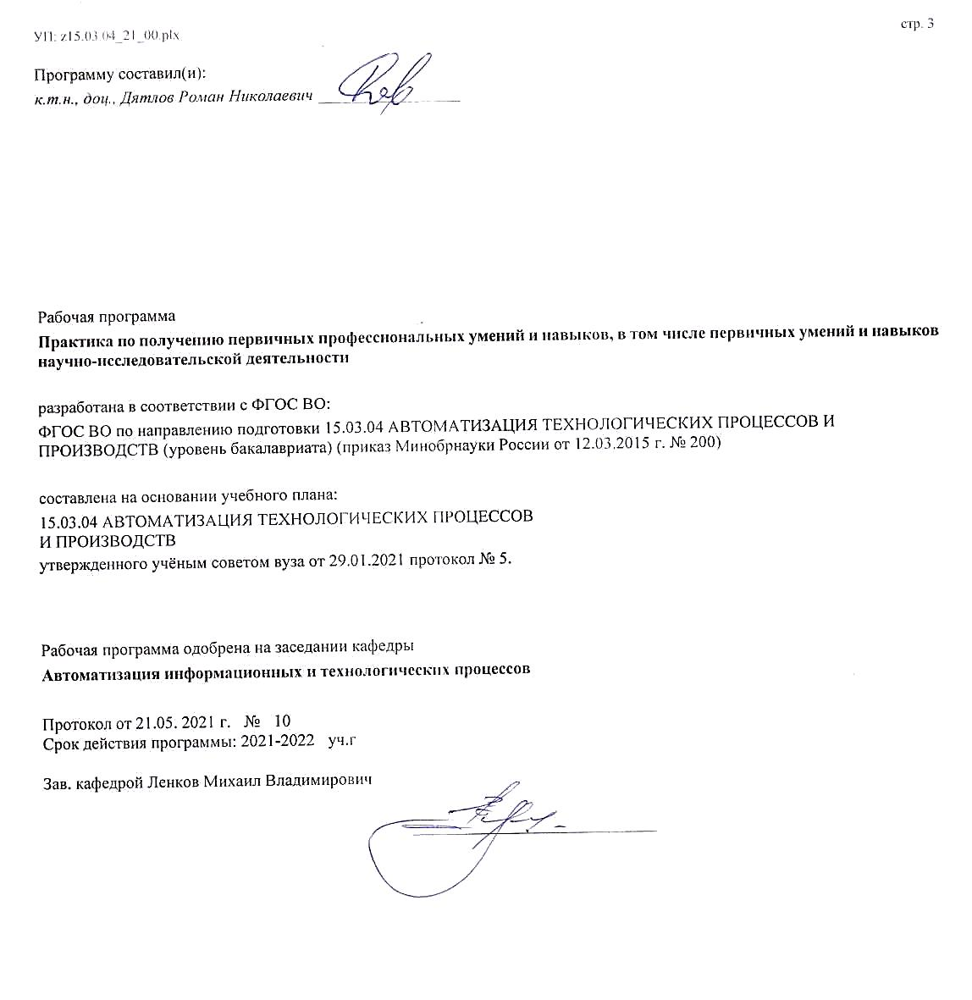 УП: z15.03.04_21_00.plx
стр. 3
Программу составил(и):
к.т.н., доц., Дятлов Роман Николаевич
Рабочая программа
Практика по получению первичных профессиональных умений и навыков, в том числе первичных умений и навыков
научно-исследовательской деятельности
разработана в соответствии с ФГОС ВО:
ФГОС ВО по направлению подготовки 15.03.04 АВТОМАТИЗАЦИЯ ТЕХНОЛОГИЧЕСКИХ ПРОЦЕССОВ И
ПРОИЗВОДСТВ (уровень бакалавриата) (приказ Минобрнауки России от 12.03.2015 г. № 200)
составлена на основании учебного плана:
15.03.04 АВТОМАТИЗАЦИЯ ТЕХНОЛОГИЧЕСКИХ ПРОЦЕССОВ
И ПРОИЗВОДСТВ
утвержденного учёным советом вуза от 29.01.2021 протокол № 5.
Рабочая программа одобрена на заседании кафедры
Автоматизация информационных и технологических процессов
Протокол от 21.05. 2021 г. № 10
Срок действия программы: 2021-2022 уч.г
Зав. кафедрой Ленков Михаил Владимирович